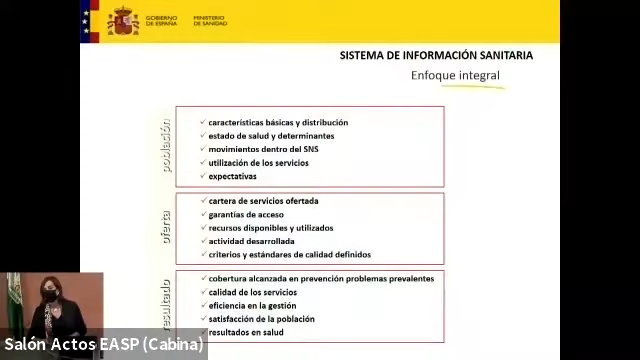 GOBIERNO
DE ESPAÑA
MINISTERIO
DE SANIDAD
SISTEMA DE INFORMACIÓN SANITARIA
Enfoque integral
población
características básicas y distribución
estado de salud y determinantes
movimientos dentro del SNS
utilización de los servicios
expectativas
oferta
cartera de servicios ofertada
garantías de acceso
recursos disponibles y utilizados
actividad desarrollada
criterios y estándares de calidad definidos
resultado
cobertura alcanzada en prevención problemas prevalentes
calidad de los servicios
eficiencia en la gestión
satisfacción de la población
resultados en salud
Salón Actos EASP (Cabina)